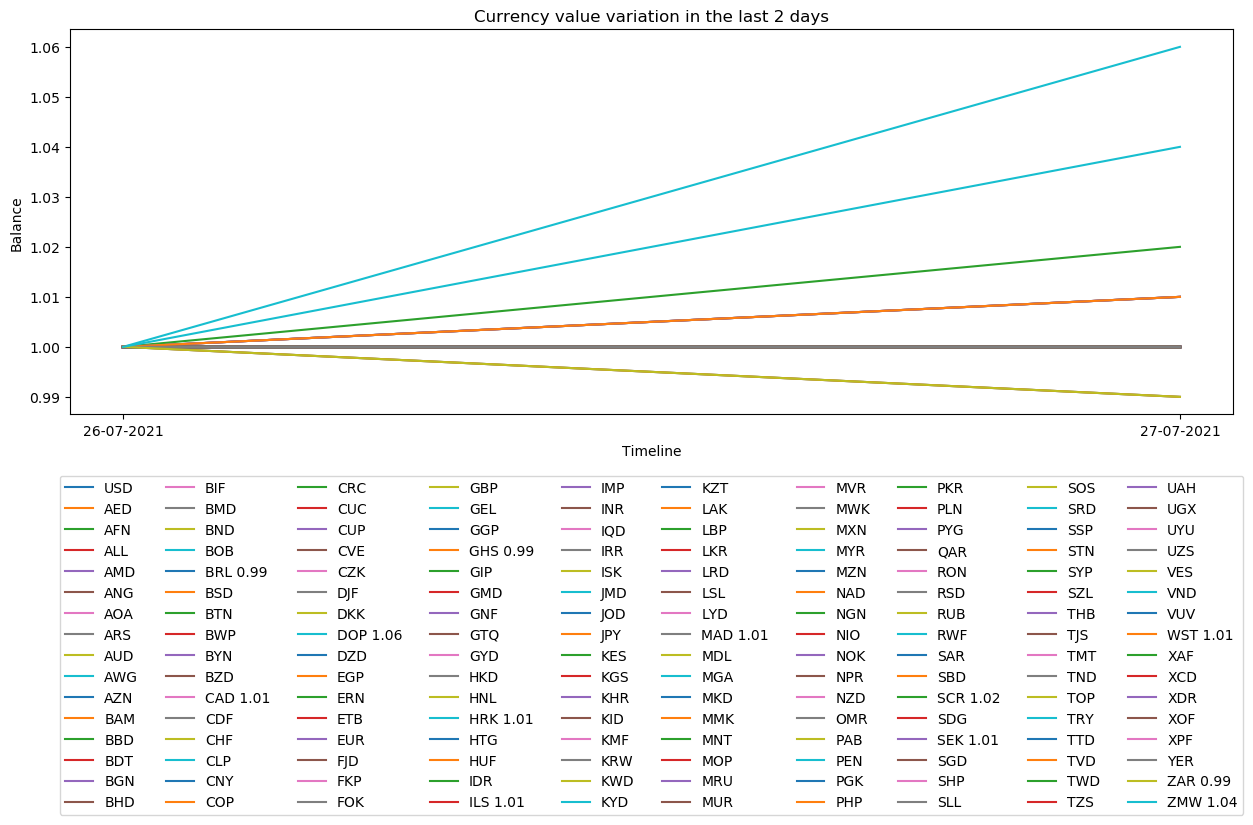 Currency value variation in the last 2 days
1.06
1.05
1.04
1.03
1.02
1.01
1.00
0.99
Balance
26-07-2021 27-07-2021
Timeline
USD BIF CRC GBP IMP KZT MVR PKR SOS UAH
AED BMD CUC GEL INR LAK MWK PLN SRD UGX
AFN BND CUP GGP IQD LBP MXN PYG SSP UYU
ALL BOB CVE GHS 0.99 IRR LKR MYR QAR STN UZS
AMD BRL 0.99 CZK GIP ISK LRD MZN RON SYP VES
ANG BSD DJF GMD JMD LSL NAD RSD SZL VND
AOA BTN DKK GNF JOD LYD NGN RUB THB VUV
ARS BWP DOP 1.06 GTQ JPY MAD 1.01 NIO RWF TJS WST 1.01
AUD BYN DZD GYD KES MDL NOK SAR TMT XAF
AWG BZD EGP HKD KGS MGA NPR SBD TND XCD
AZN CAD 1.01 ERN HNL KHR MKD NZD SCR 1.02 TOP XDR
BAM CDF ETB HRK 1.01 KID MMK OMR SDG TRY XOF
BBD CHF EUR HTG KMF MNT PAB SEK 1.01 TTD XPF
BDT CLP FJD HUF KRW MOP PEN SGD TVD YER
BGN CNY FKP IDR KWD MRU PGK SHP TWD ZAR 0.99
BHD COP FOK ILS 1.01 KYD MUR PHP SLL TZS ZMW 1.04